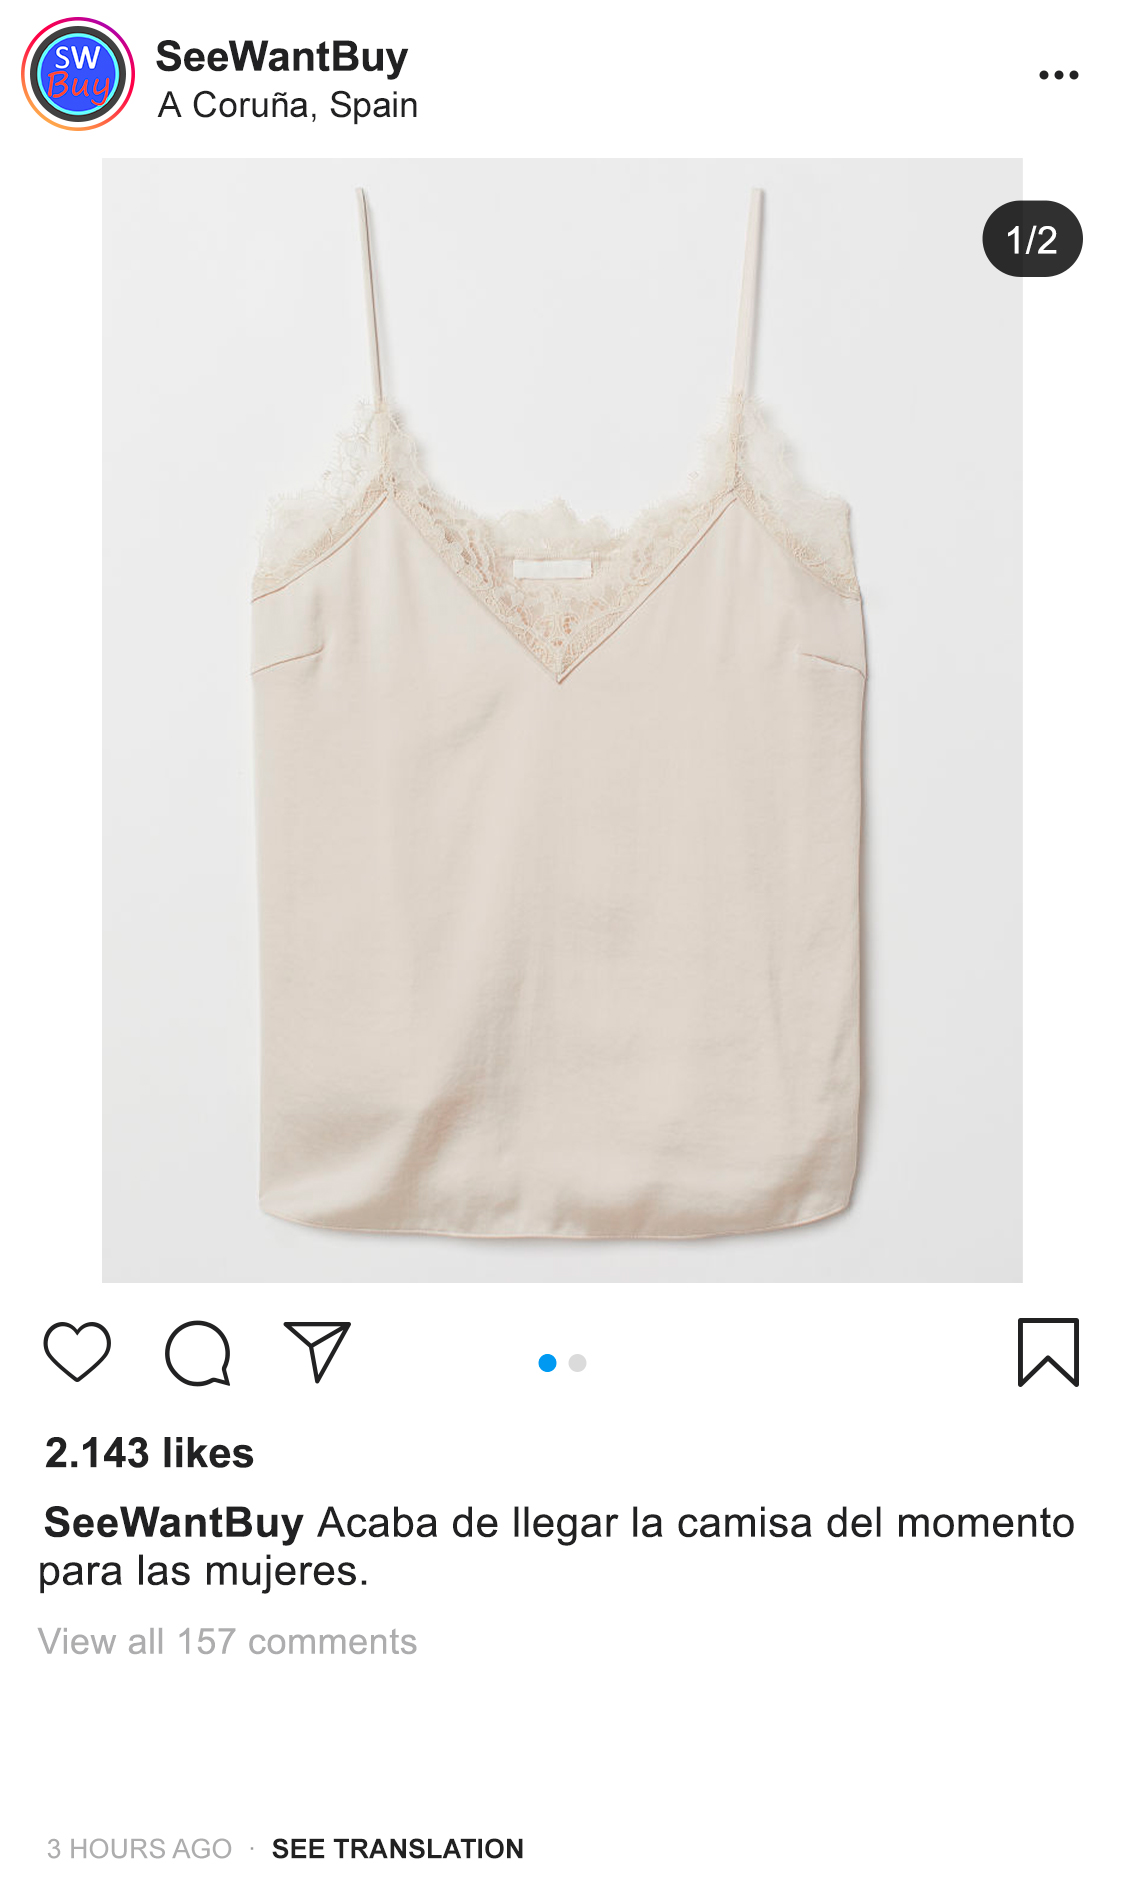 SW
Buy
SeeWantBuy
A Coruña, Spain
1/2
2.143 likes
SeeWantBuy Acaba de llegar la camisa del momento
para las mujeres.
View all 157 comments
3 HOURS AGO · SEE TRANSLATION